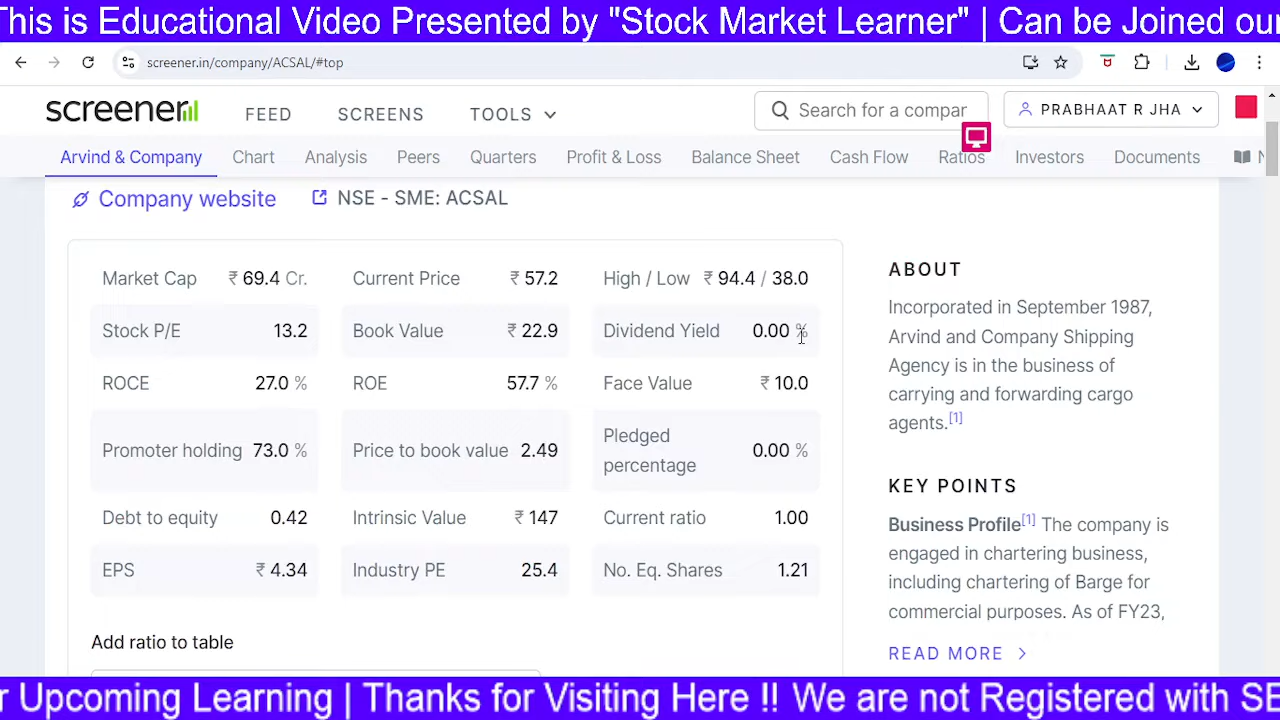 This is Educational Video Presented by "Stock Market Learner" | Can be Joined our
screener.in/company/ACSAL/#top
screener
FEED
SCREENS
TOOLS
Search for a compar
PRABHAAT R JHA
Arvind & Company
Chart
Analysis
Peers
Quarters
Profit & Loss
Balance Sheet
Cash Flow
Ratios
Investors
Documents
N
Company website
NSE - SME: ACSAL
Market Cap ₹ 69.4 Cr.
Current Price ₹ 57.2
High / Low ₹ 94.4 / 38.0
Stock P/E 13.2
Book Value ₹ 22.9
Dividend Yield 0.00 %
ROCE 27.0 %
ROE 57.7 %
Face Value ₹ 10.0
Promoter holding 73.0 %
Price to book value 2.49
Pledged
percentage 0.00 %
Debt to equity 0.42
Intrinsic Value ₹ 147
Current ratio 1.00
EPS ₹ 4.34
Industry PE 25.4
No. Eq. Shares 1.21
Add ratio to table
ABOUT
Incorporated in September 1987,
Arvind and Company Shipping
Agency is in the business of
carrying and forwarding cargo
agents.[1]
KEY POINTS
Business Profile[1] The company is
engaged in chartering business,
including chartering of Barge for
commercial purposes. As of FY23,
READ MORE
r Upcoming Learning | Thanks for Visiting Here !! We are not Registered with SE